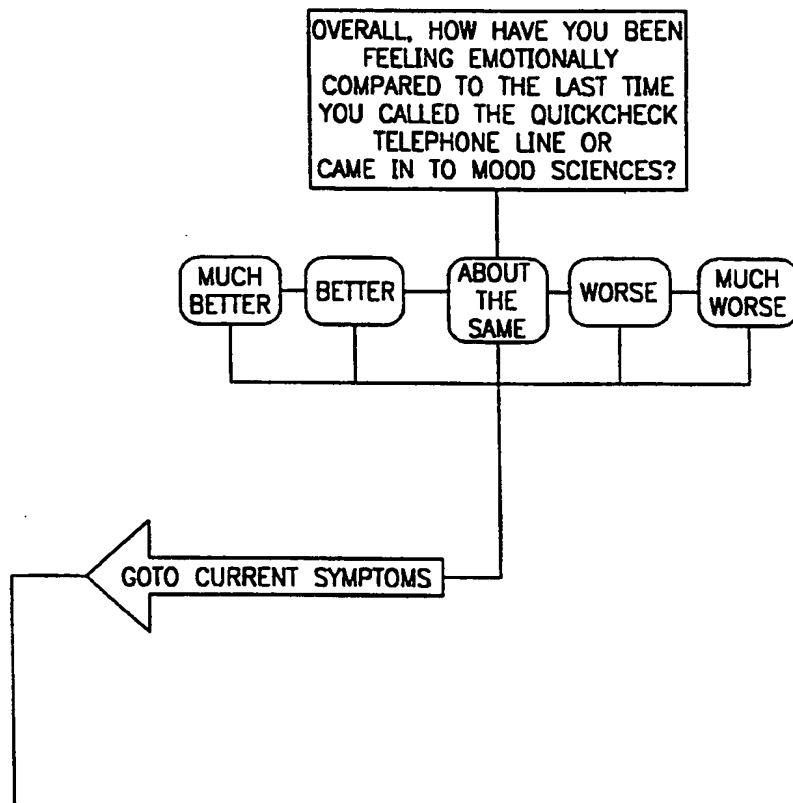 OVERALL, HOW HAVE YOU BEEN
FEELING EMOTIONALLY
COMPARED TO THE LAST TIME
YOU CALLED THE QUICKCHECK
TELEPHONE LINE OR
CAME IN TO MOOD SCIENCES?
MUCH
BETTER
BETTER
ABOUT
THE
SAME
WORSE
MUCH
WORSE
GOTO CURRENT SYMPTOMS